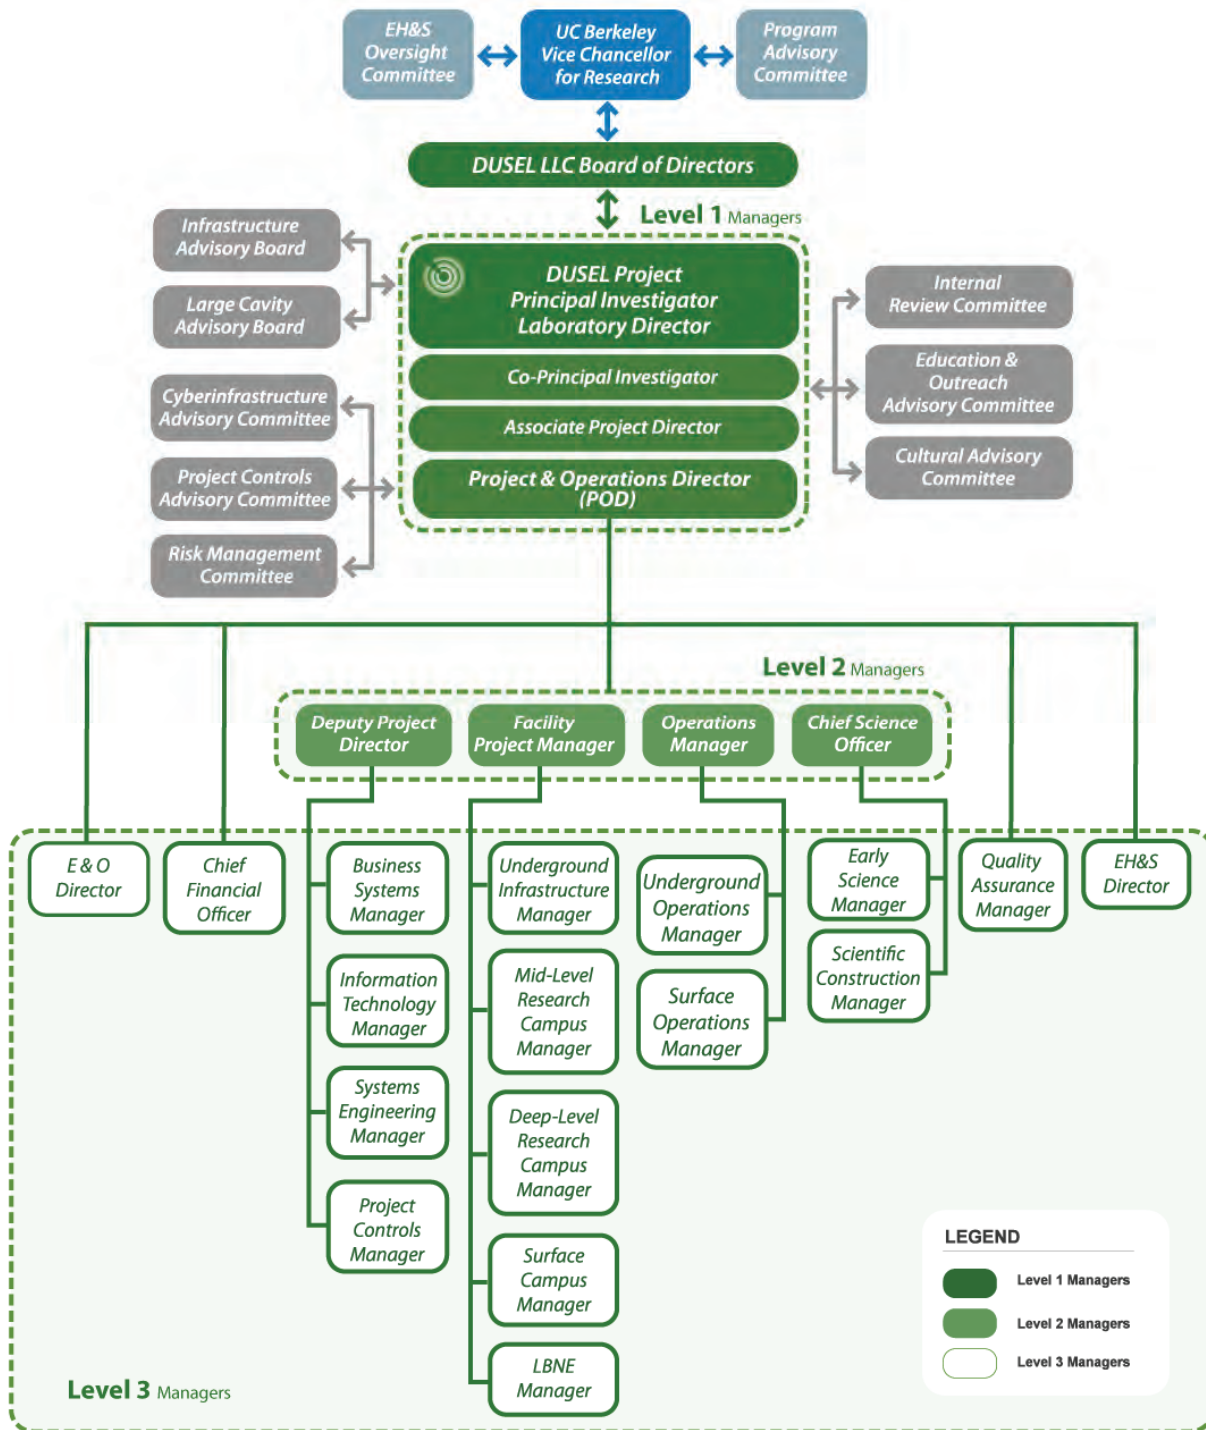 EH&S
Oversight
Committee
UC Berkeley
Vice Chancellor
for Research
Program
Advisory
Committee
DUSEL LLC Board of Directors
Level 1 Managers
Infrastructure
Advisory Board
Large Cavity
Advisory Board
Cyberinfrastructure
Advisory Committee
Project Controls
Advisory Committee
Risk Management
Committee
DUSEL Project
Principal Investigator
Laboratory Director
Co-Principal Investigator
Associate Project Director
Project & Operations Director
(POD)
Internal
Review Committee
Education &
Outreach
Advisory Committee
Cultural Advisory
Committee
Level 2 Managers
Deputy Project
Director
Facility
Project Manager
Operations
Manager
Chief Science
Officer
E & O
Director
Chief
Financial
Officer
Business
Systems
Manager
Information
Technology
Manager
Systems
Engineering
Manager
Project
Controls
Manager
Underground
Infrastructure
Manager
Mid-Level
Research
Campus
Manager
Deep-Level
Research
Campus
Manager
Surface
Campus
Manager
LBNE
Manager
Underground
Operations
Manager
Surface
Operations
Manager
Early
Science
Manager
Scientific
Construction
Manager
Quality
Assurance
Manager
EH&S
Director
Level 3 Managers
LEGEND
Level 1 Managers
Level 2 Managers
Level 3 Managers